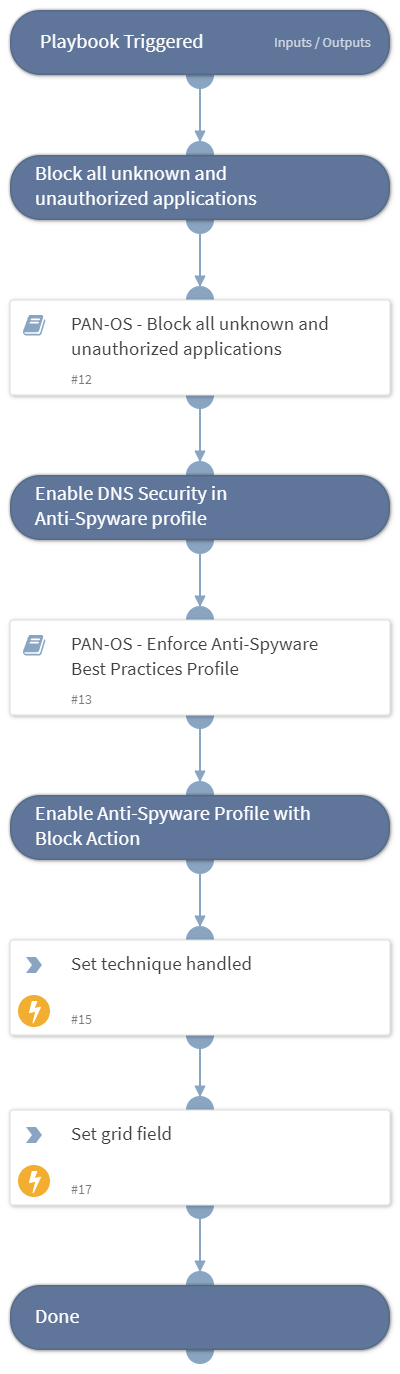 Playbook Triggered
Inputs / Outputs
Block all unknown and
unauthorized applications
PAN-OS - Block all unknown and
unauthorized applications
#12
Enable DNS Security in
Anti-Spyware profile
PAN-OS - Enforce Anti-Spyware
Best Practices Profile
#13
Enable Anti-Spyware Profile with
Block Action
Set technique handled
#15
Set grid field
#17
Done